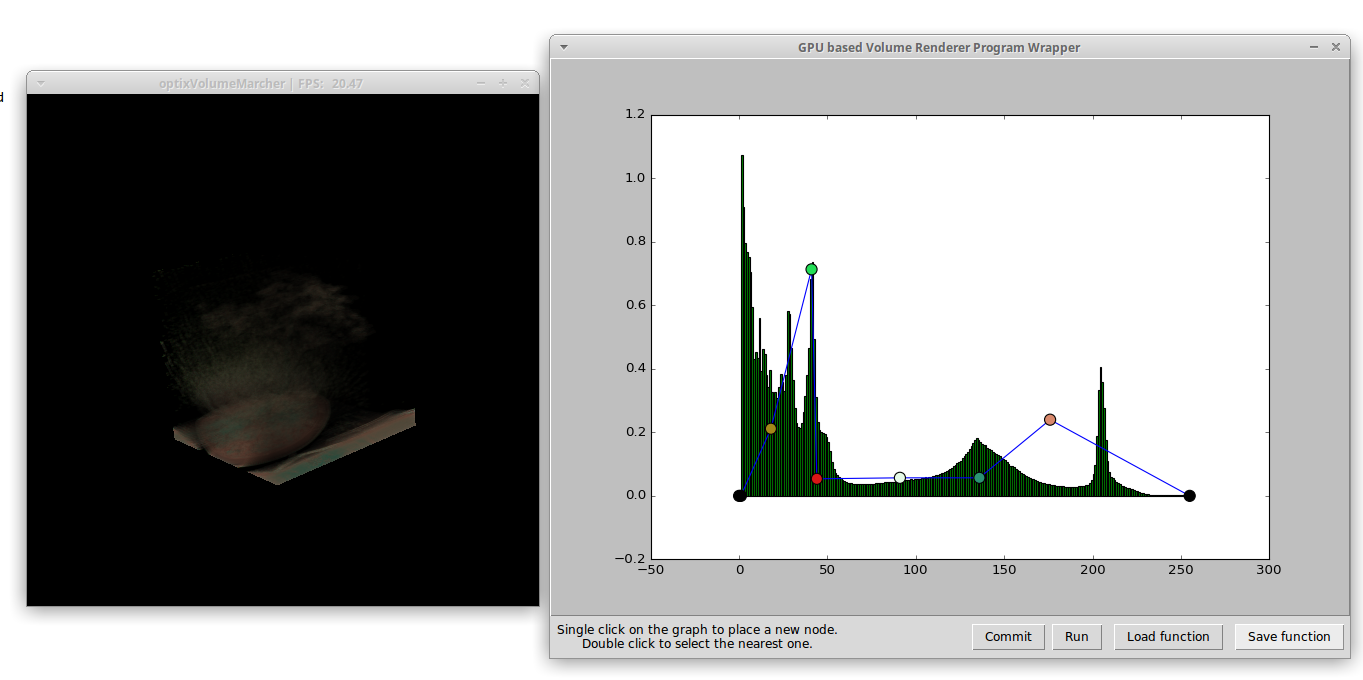 d
optixVolumeMarcher | FPS: 20.47
GPU based Volume Renderer Program Wrapper
1.2
1.0
0.8
0.6
0.4
0.2
0.0
−0.2
−50 0 50 100 150 200 250 300
Single click on the graph to place a new node.
Double click to select the nearest one.
Commit Run Load function Save function